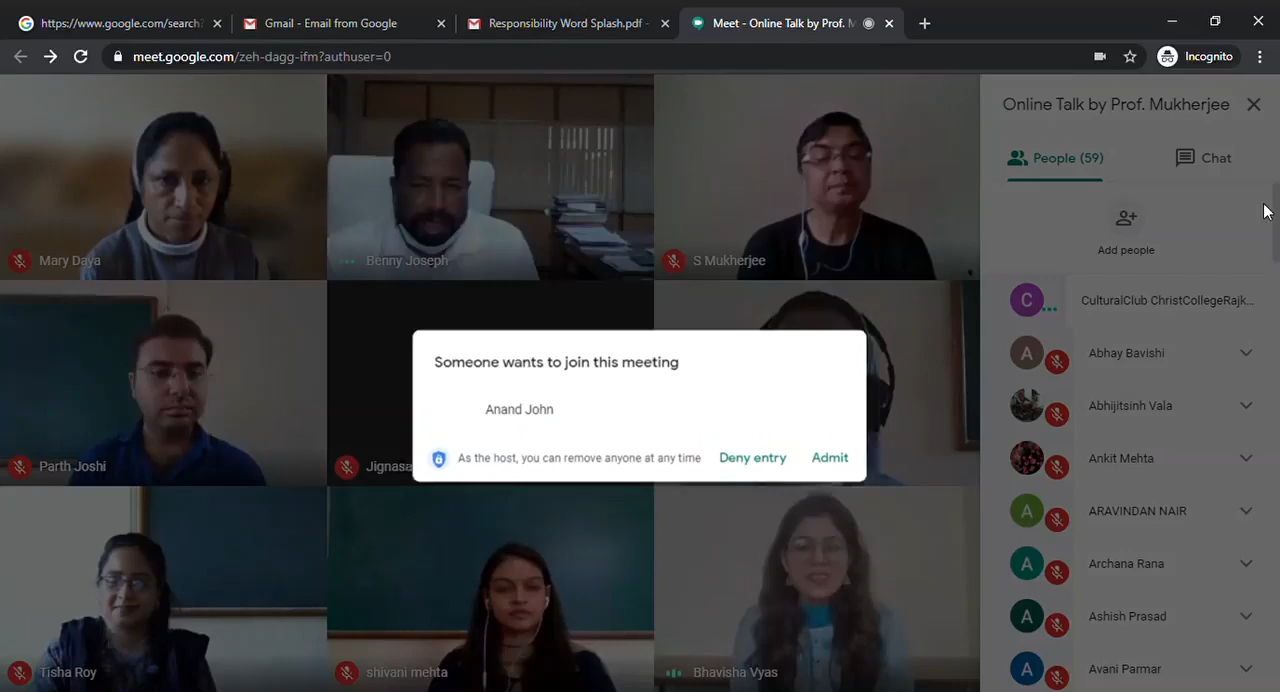 https://www.google.com/search?
Gmail - Email from Google
Responsibility Word Splash.pdf -
Meet - Online Talk by Prof. M
meet.google.com/zeh-dagg-ifm?authuser=0
Incognito
Online Talk by Prof. Mukherjee
People (59)
Chat
Add people
Mary Daya
Benny Joseph
S Mukherjee
Parth Joshi
Jignasa
Tisha Roy
shivani mehta
Bhavisha Vyas
Someone wants to join this meeting
Anand John
As the host, you can remove anyone at any time
Deny entry
Admit
C
CulturalClub ChristCollegeRajk...
A
Abhay Bavishi
Abhijitsinh Vala
Ankit Mehta
A
ARAVINDAN NAIR
A
Archana Rana
A
Ashish Prasad
A
Avani Parmar